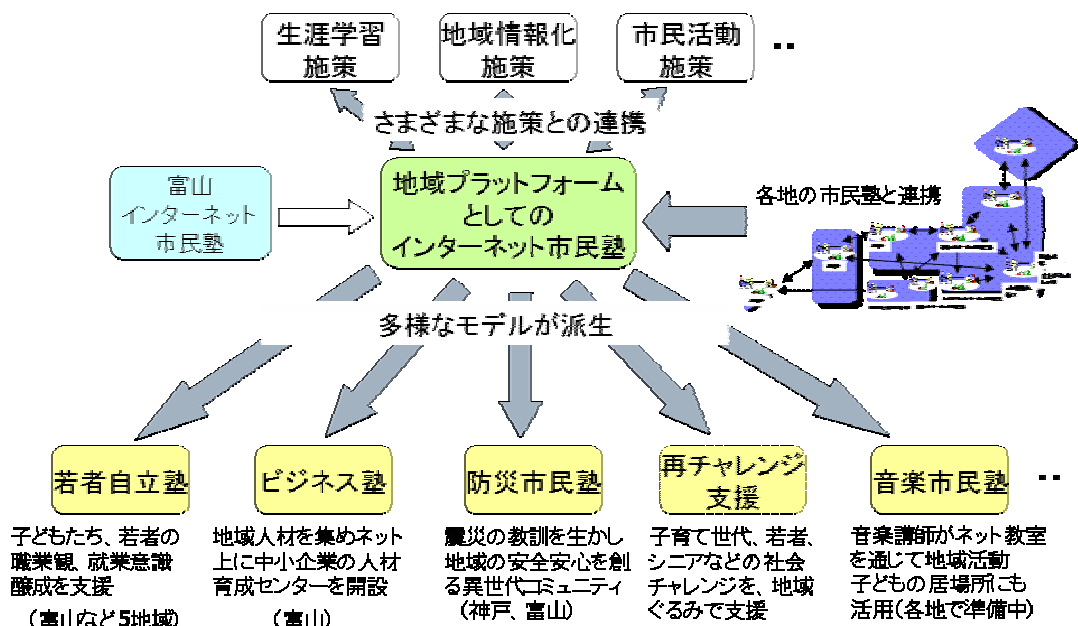 生涯学習
施策
地域情報化
施策
市民活動
施策
‥
さまざまな施策との連携
富山
インターネット
市民塾
地域プラットフォーム
としての
インターネット市民塾
各地の市民塾と連携
多様なモデルが派生
若者自立塾
ビジネス塾
防災市民塾
再チャレンジ
支援
音楽市民塾
‥
子どもたち、若者の
職業観、就業意識
醸成を支援
（富山など5地域）
地域人材を集めネット
上に中小企業の人材
育成センターを開設
（富山）
震災の教訓を生かし
地域の安全安心を創
る異世代コミュニティ
（神戸、富山）
子育て世代、若者、
シニアなどの社会
チャレンジを、地域
ぐるみで支援
音楽講師がネット教室
を通じて地域活動
子どもの居場所にも
活用（各地で準備中）